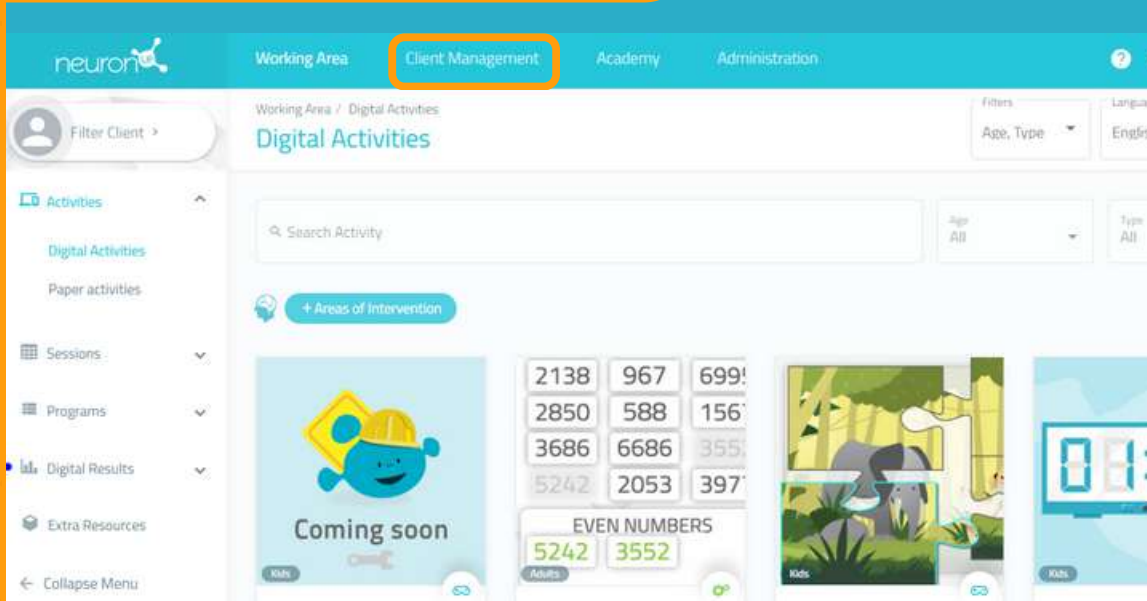 neuron
UP
Working Area
Client Management
Academy
Administration
?
Filter Client >
Working Area / Digital Activities
Digital Activities
Filters
Age, Type
Activities
Digital Activities
Paper activities
Sessions
Programs
Digital Results
Extra Resources
← Collapse Menu
Search Activity
Age
All
Type
All
+ Areas of Intervention
Coming soon
Kids
2138 967
2850 588
3686 6686
5242 2053
EVEN NUMBERS
5242 3552
Adults
Kids
Kids